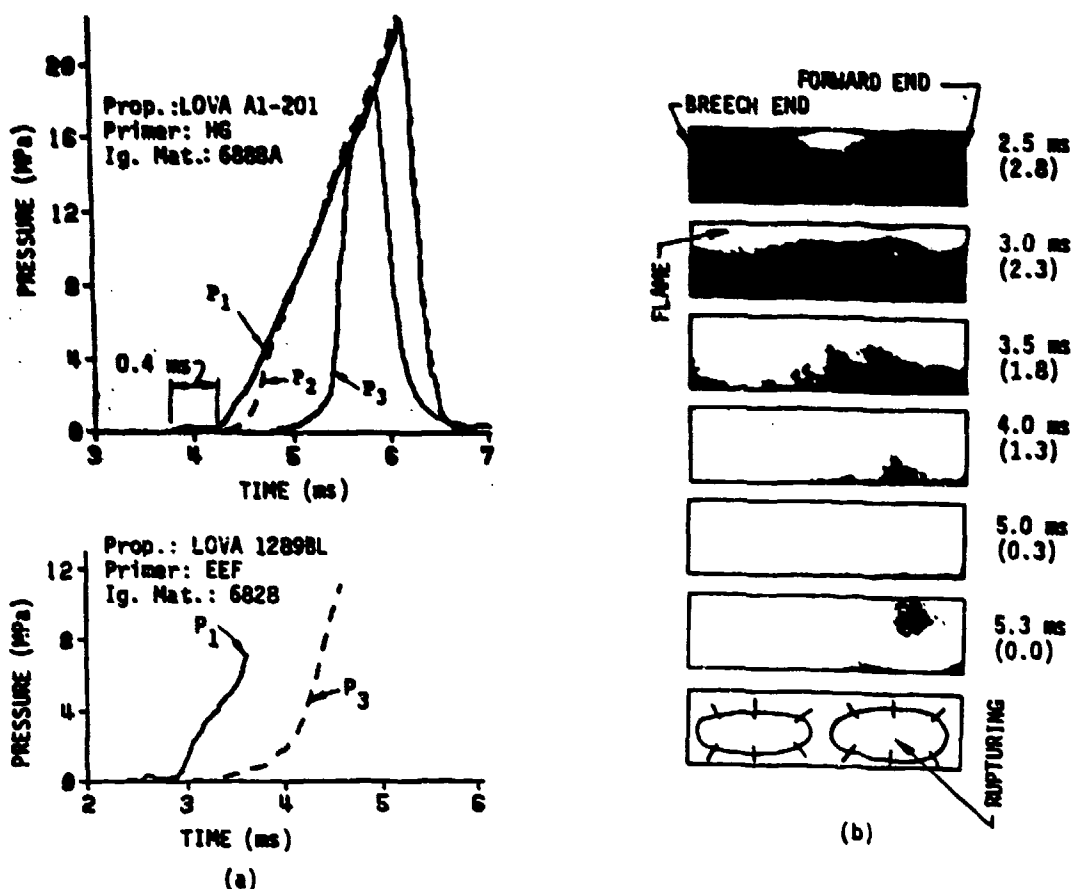 20
16
12
8
4
0
PRESSURE (MPa)
Prop.:LOVA A1-201
Primer: HG
Ig. Mat.: 6888A
P1
0.4 ms
P2
P3
3
4
5
6
7
TIME (ms)
12
8
4
0
PRESSURE (MPa)
Prop.: LOVA 1289BL
Primer: EEF
Ig. Mat.: 6828
P1
P3
2
3
4
5
6
TIME (ms)
(a)
FORWARD END
BREECH END
2.5 ms
(2.8)
FLAME
3.0 ms
(2.3)
3.5 ms
(1.8)
4.0 ms
(1.3)
5.0 ms
(0.3)
5.3 ms
(0.0)
RUPTURING
(b)